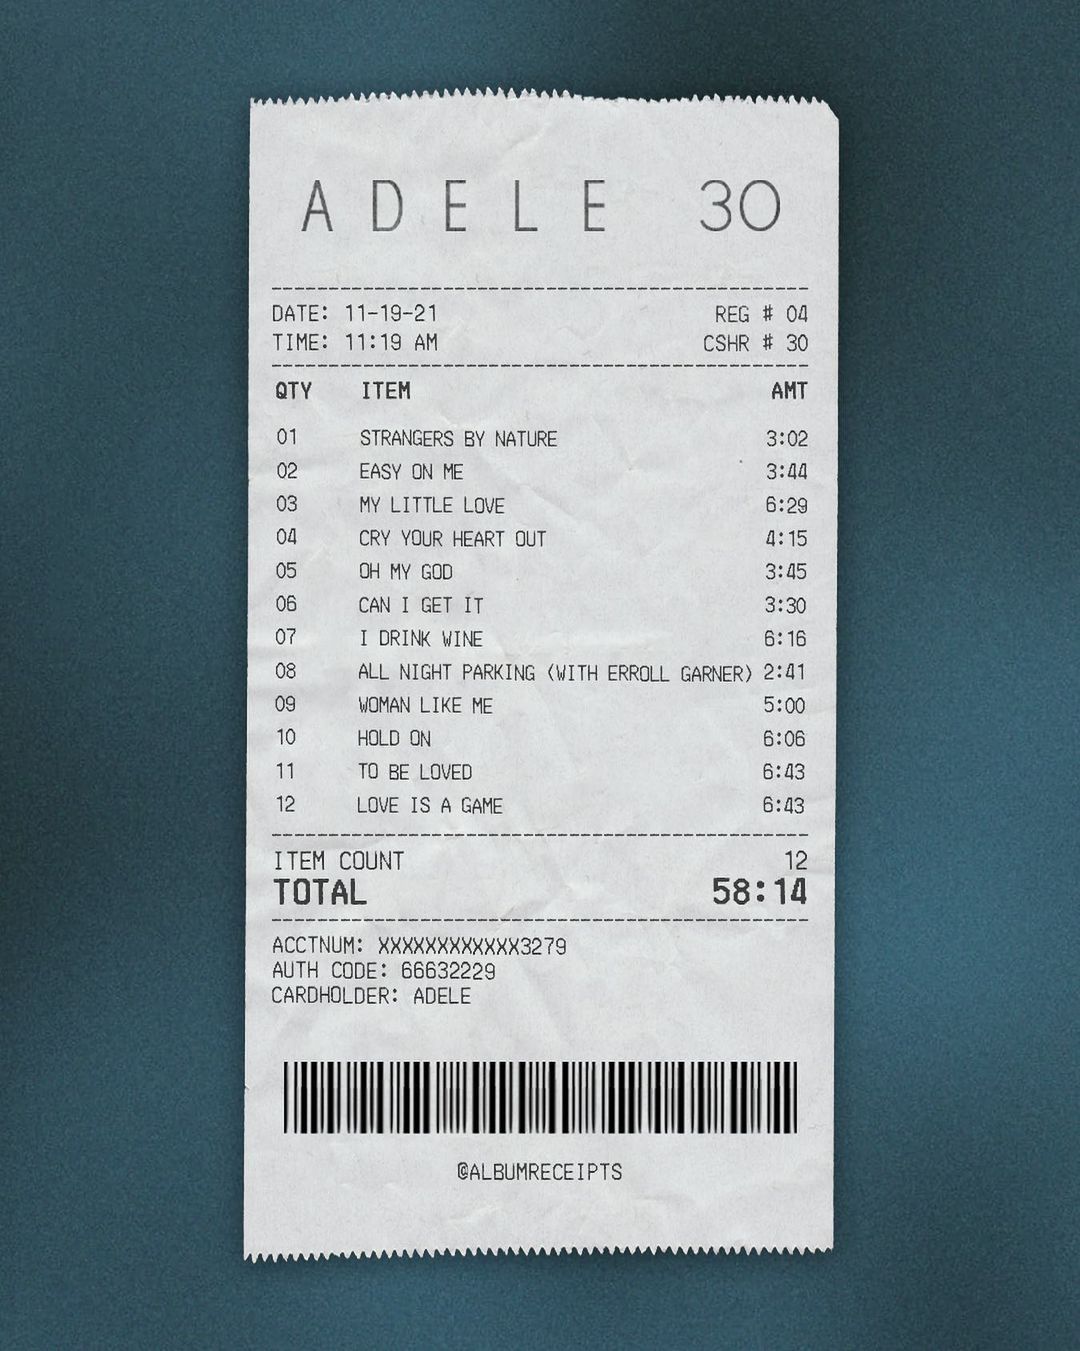 ADELE 30
DATE: 11-19-21 REG # 04
TIME: 11:19 AM CSHR # 30
QTY ITEM AMT
01 STRANGERS BY NATURE 3:02
02 EASY ON ME 3:44
03 MY LITTLE LOVE 6:29
04 CRY YOUR HEART OUT 4:15
05 OH MY GOD 3:45
06 CAN I GET IT 3:30
07 I DRINK WINE 6:16
08 ALL NIGHT PARKING (WITH ERROLL GARNER) 2:41
09 WOMAN LIKE ME 5:00
10 HOLD ON 6:06
11 TO BE LOVED 6:43
12 LOVE IS A GAME 6:43
ITEM COUNT 12
TOTAL 58:14
ACCTNUM: XXXXXXXXXXXX3279
AUTH CODE: 66632229
CARDHOLDER: ADELE
@ALBUMRECEIPTS